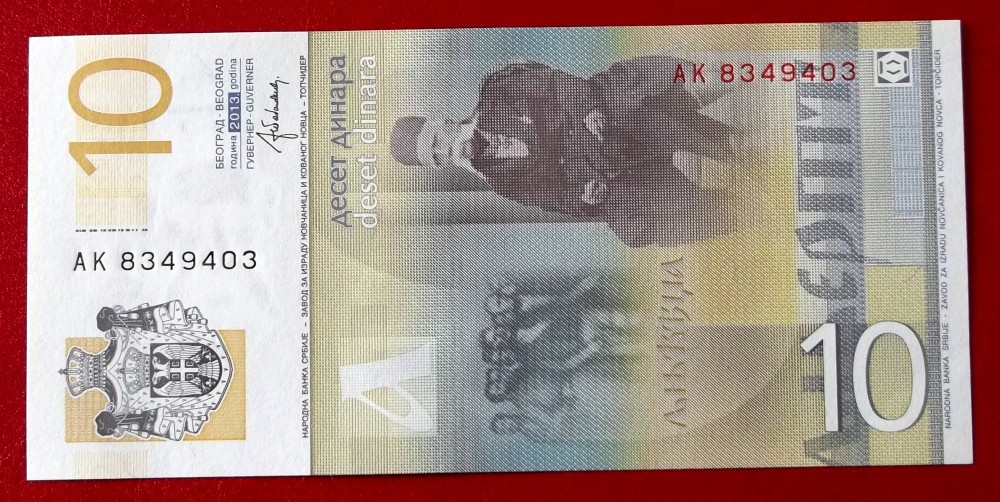 10
БЕОГРАД - BEOGRAD
година 2013 godina
ГУВЕРНЕР - GUVERNER
AK 8349403
НАРОДНА БАНКА СРБИЈЕ - ЗАВОД ЗА ИЗРАДУ НОВЧАНИЦА И КОВАНОГ НОВЦА - ТОПЧИДЕР
десет динара
deset dinara
AK 8349403
10
NARODNA BANKA SRBIJE - ZAVOD ZA IZRADU NOVČANICA I KOVANOG NOVCA - TOPČIDER